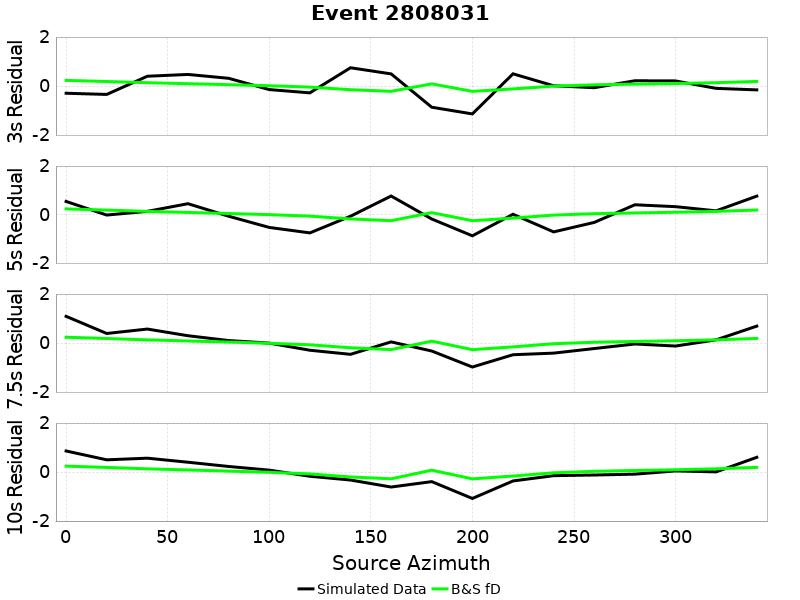 Event 2808031
3s Residual
2
0
-2
5s Residual
2
0
-2
7.5s Residual
2
0
-2
10s Residual
2
0
-2
0 50 100 150 200 250 300
Source Azimuth
Simulated Data B&S fD